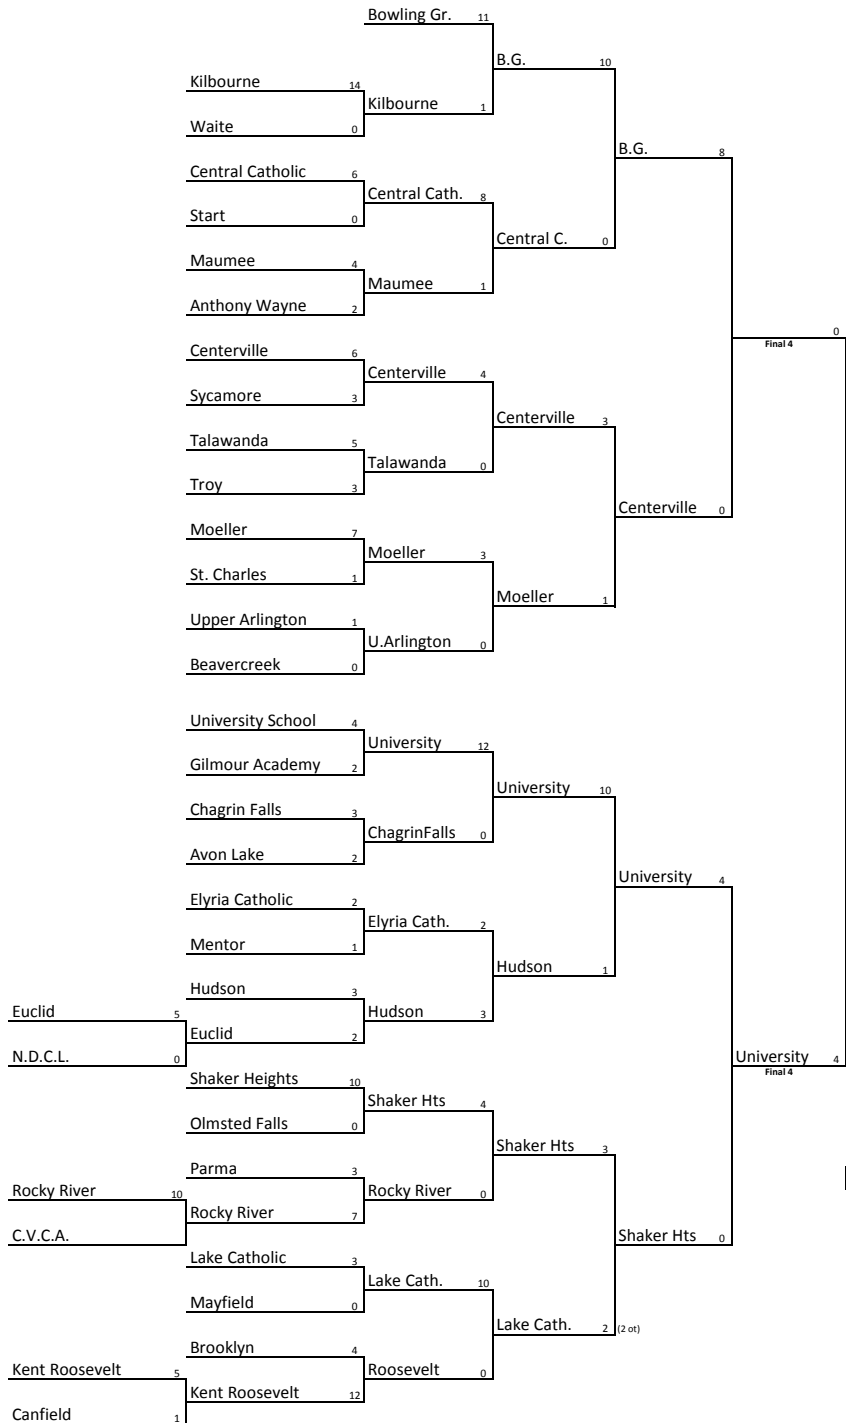 Bowling Gr. 11
B.G. 10
Kilbourne 14
Kilbourne 1
Waite 0
B.G. 8
Central Catholic 6
Central Cath. 8
Start 0
Central C. 0
Maumee 4
Maumee 1
Anthony Wayne 2
0
Final 4
Centerville 6
Centerville 4
Sycamore 3
Centerville 3
Talawanda 5
Talawanda 0
Troy 3
Centerville 0
Moeller 7
Moeller 3
St. Charles 1
Moeller 1
Upper Arlington 1
U.Arlington 0
Beavercreek 0
University School 4
University 12
Gilmour Academy 2
University 10
Chagrin Falls 3
ChagrinFalls 0
Avon Lake 2
University 4
Elyria Catholic 2
Elyria Cath. 2
Mentor 1
Hudson 1
Hudson 3
Euclid 5
Hudson 3
Euclid 2
N.D.C.L. 0
University 4
Final 4
Shaker Heights 10
Shaker Hts 4
Olmsted Falls 0
Shaker Hts 3
Parma 3
Rocky River 10
Rocky River 0
Rocky River 7
C.V.C.A.
Shaker Hts 0
Lake Catholic 3
Lake Cath. 10
Mayfield 0
Lake Cath. 2 (2 ot)
Brooklyn 4
Kent Roosevelt 5
Roosevelt 0
Kent Roosevelt 12
Canfield 1